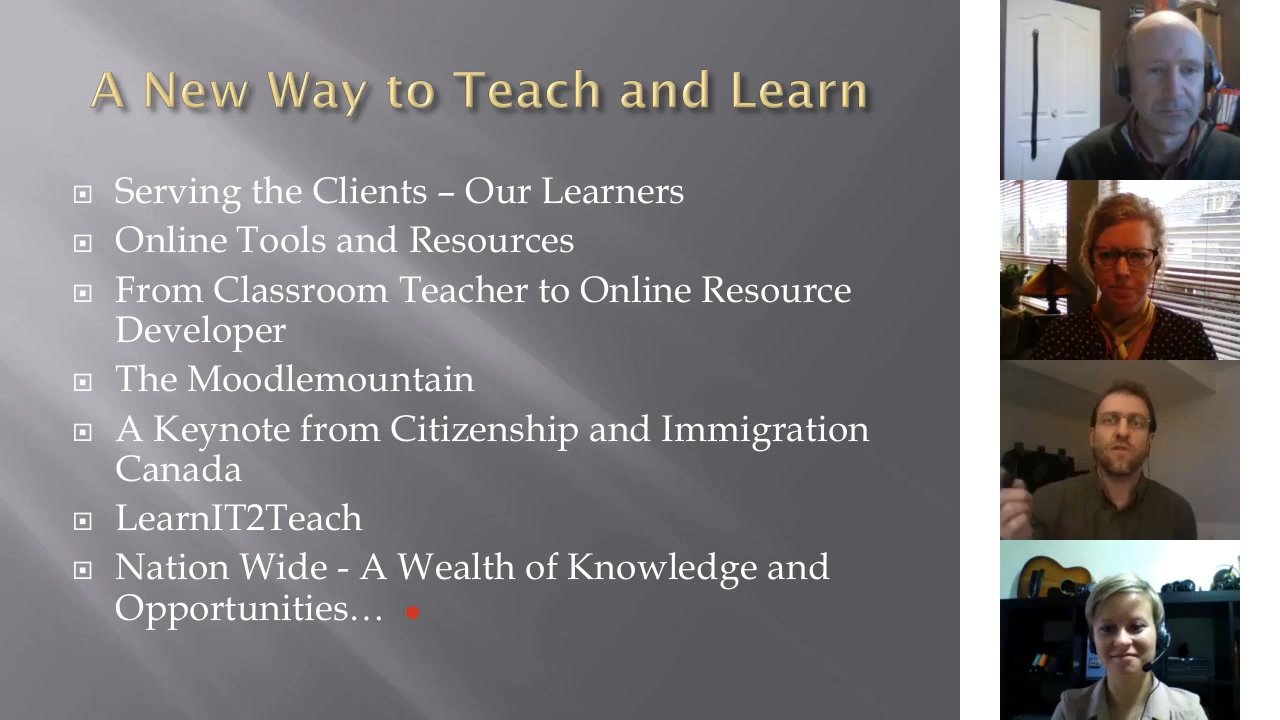 A New Way to Teach and Learn
Serving the Clients – Our Learners
Online Tools and Resources
From Classroom Teacher to Online Resource
Developer
The Moodlemountain
A Keynote from Citizenship and Immigration
Canada
LearnIT2Teach
Nation Wide - A Wealth of Knowledge and
Opportunities…